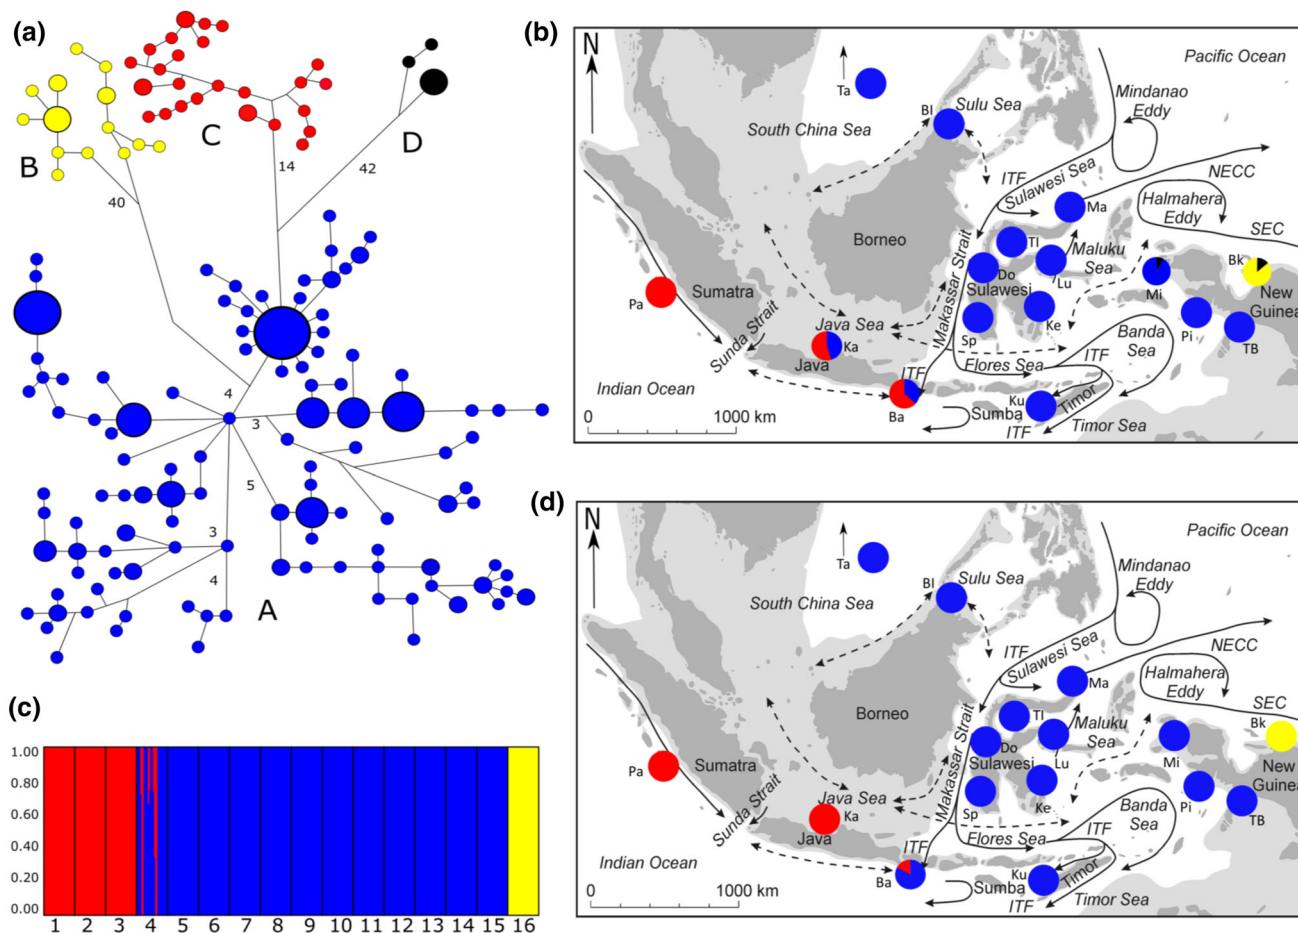 (a)
B
C
D
40
14
42
4
3
5
3
4
A
(b)
N
Pacific Ocean
Mindanao
Eddy
Ta
BI
Sulu Sea
South China Sea
ITF
Sulawesi Sea
NECC
Halmahera
Eddy
Ma
SEC
Borneo
TI
Maluku
Sea
Bk
Makassar Strait
Do
Lu
Mi
New
Guinea
Sulawesi
Pa
Sumatra
Ke
Banda
Sea
Pi
TB
Java Sea
Sp
Sunda Strait
Ka
Java
ITF
Flores Sea
ITF
Indian Ocean
Ku
Timor
Ba
Sumba
Timor Sea
ITF
0
1000 km
(c)
1.00
0.80
0.60
0.40
0.20
0.00
1 2 3 4 5 6 7 8 9 10 11 12 13 14 15 16
(d)
N
Pacific Ocean
Mindanao
Eddy
Ta
BI
Sulu Sea
South China Sea
ITF
Sulawesi Sea
NECC
Halmahera
Eddy
Ma
SEC
Borneo
TI
Maluku
Sea
Bk
Makassar Strait
Do
Lu
Mi
New
Guinea
Sulawesi
Pa
Sumatra
Ke
Banda
Sea
Pi
TB
Java Sea
Sp
Sunda Strait
Ka
Java
ITF
Flores Sea
ITF
Indian Ocean
Ku
Timor
Ba
Sumba
Timor Sea
ITF
0
1000 km